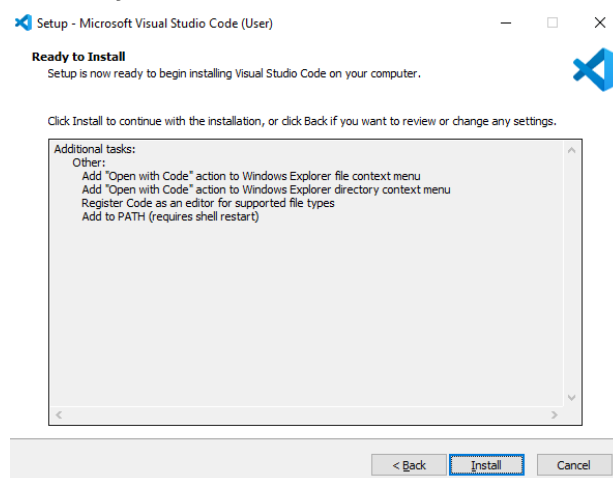 Setup - Microsoft Visual Studio Code (User)
Ready to Install
Setup is now ready to begin installing Visual Studio Code on your computer.
Click Install to continue with the installation, or click Back if you want to review or change any settings.
Additional tasks:
Other:
Add "Open with Code" action to Windows Explorer file context menu
Add "Open with Code" action to Windows Explorer directory context menu
Register Code as an editor for supported file types
Add to PATH (requires shell restart)
< Back Install Cancel